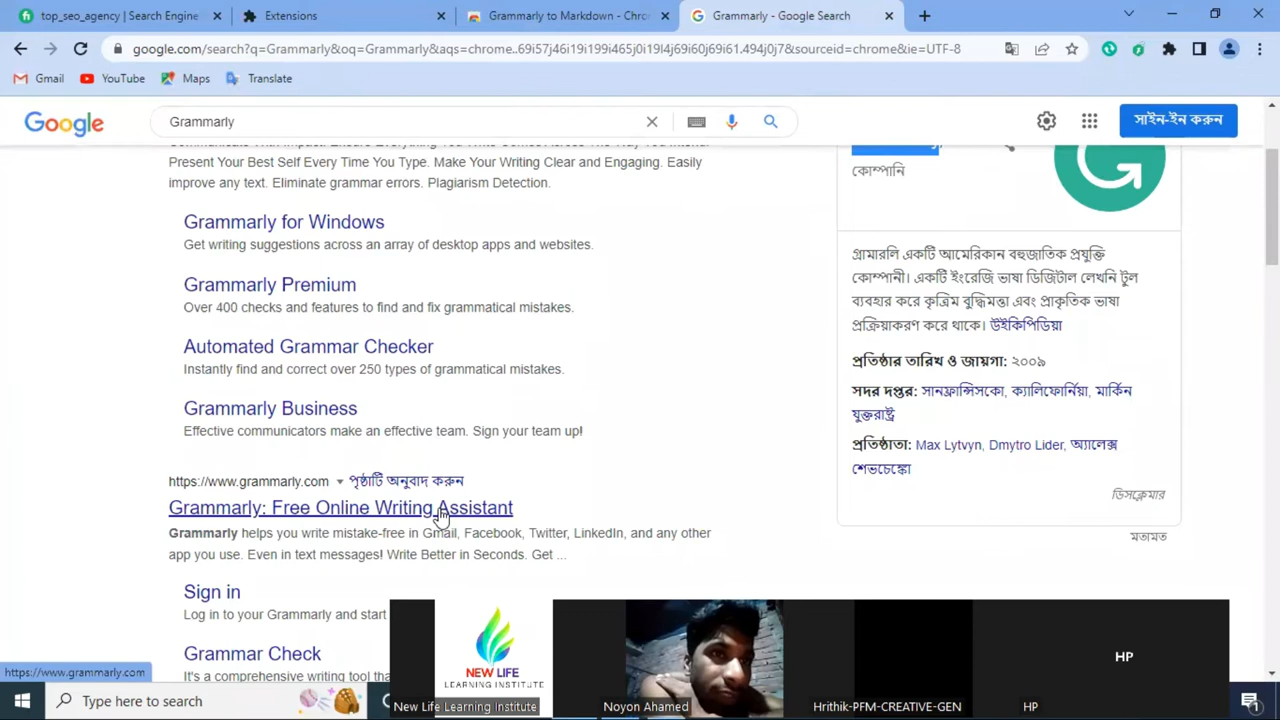 top_seo_agency | Search Engine
Extensions
Grammarly to Markdown - Chro
Grammarly - Google Search
google.com/search?q=Grammarly&oq=Grammarly&aqs=chrome..69i57j46i19i199i465j0i19l4j69i60j69i61.494j0j7&sourceid=chrome&ie=UTF-8
Gmail
YouTube
Maps
Translate
Google
Grammarly
সাইন-ইন করুন
Present Your Best Self Every Time You Type. Make Your Writing Clear and Engaging. Easily
improve any text. Eliminate grammar errors. Plagiarism Detection.
Grammarly for Windows
Get writing suggestions across an array of desktop apps and websites.
Grammarly Premium
Over 400 checks and features to find and fix grammatical mistakes.
Automated Grammar Checker
Instantly find and correct over 250 types of grammatical mistakes.
Grammarly Business
Effective communicators make an effective team. Sign your team up!
https://www.grammarly.com পৃষ্ঠাটি অনুবাদ করুন
Grammarly: Free Online Writing Assistant
Grammarly helps you write mistake-free in Gmail, Facebook, Twitter, LinkedIn, and any other
app you use. Even in text messages! Write Better in Seconds. Get ...
Sign in
Log in to your Grammarly and start
Grammar Check
It's a comprehensive writing tool tha
কোম্পানি
গ্রামারলি একটি আমেরিকান বহুজাতিক প্রযুক্তি
কোম্পানী। একটি ইংরেজি ভাষা ডিজিটাল লেখনি টুল
ব্যবহার করে কৃত্রিম বুদ্ধিমত্তা এবং প্রাকৃতিক ভাষা
প্রক্রিয়াকরণ করে থাকে। উইকিপিডিয়া
প্রতিষ্ঠার তারিখ ও জায়গা: ২০০৯
সদর দপ্তর: সানফ্রান্সিসকো, ক্যালিফোর্নিয়া, মার্কিন
যুক্তরাষ্ট্র
প্রতিষ্ঠাতা: Max Lytvyn, Dmytro Lider, অ্যালেক্স
শেভচেঙ্কো
ডিসক্লেমার
মতামত
https://www.grammarly.com
NEW LIFE
LEARNING INSTITUTE
HP
New Life Learning Institute
Noyon Ahamed
Hrithik-PFM-CREATIVE-GEN
HP
Type here to search
1